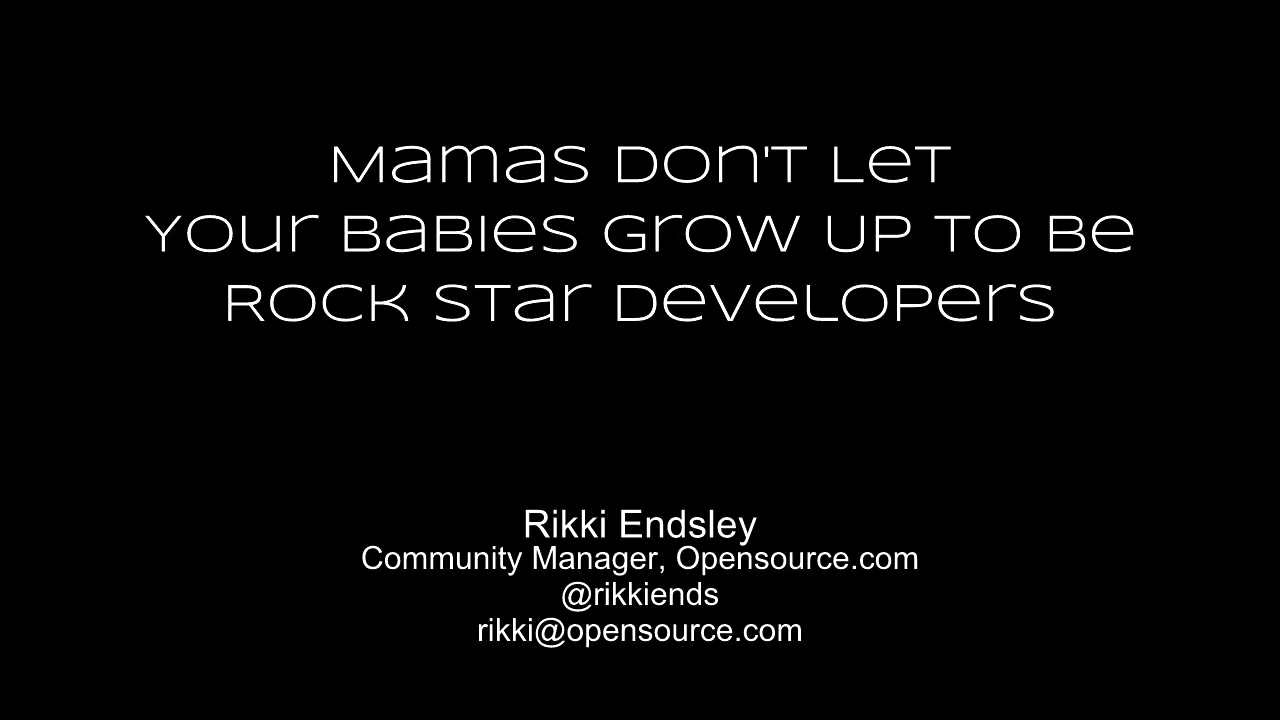 Mamas Don't Let
Your Babies Grow Up To Be
Rock Star Developers
Rikki Endsley
Community Manager, Opensource.com
@rikkiends
rikki@opensource.com